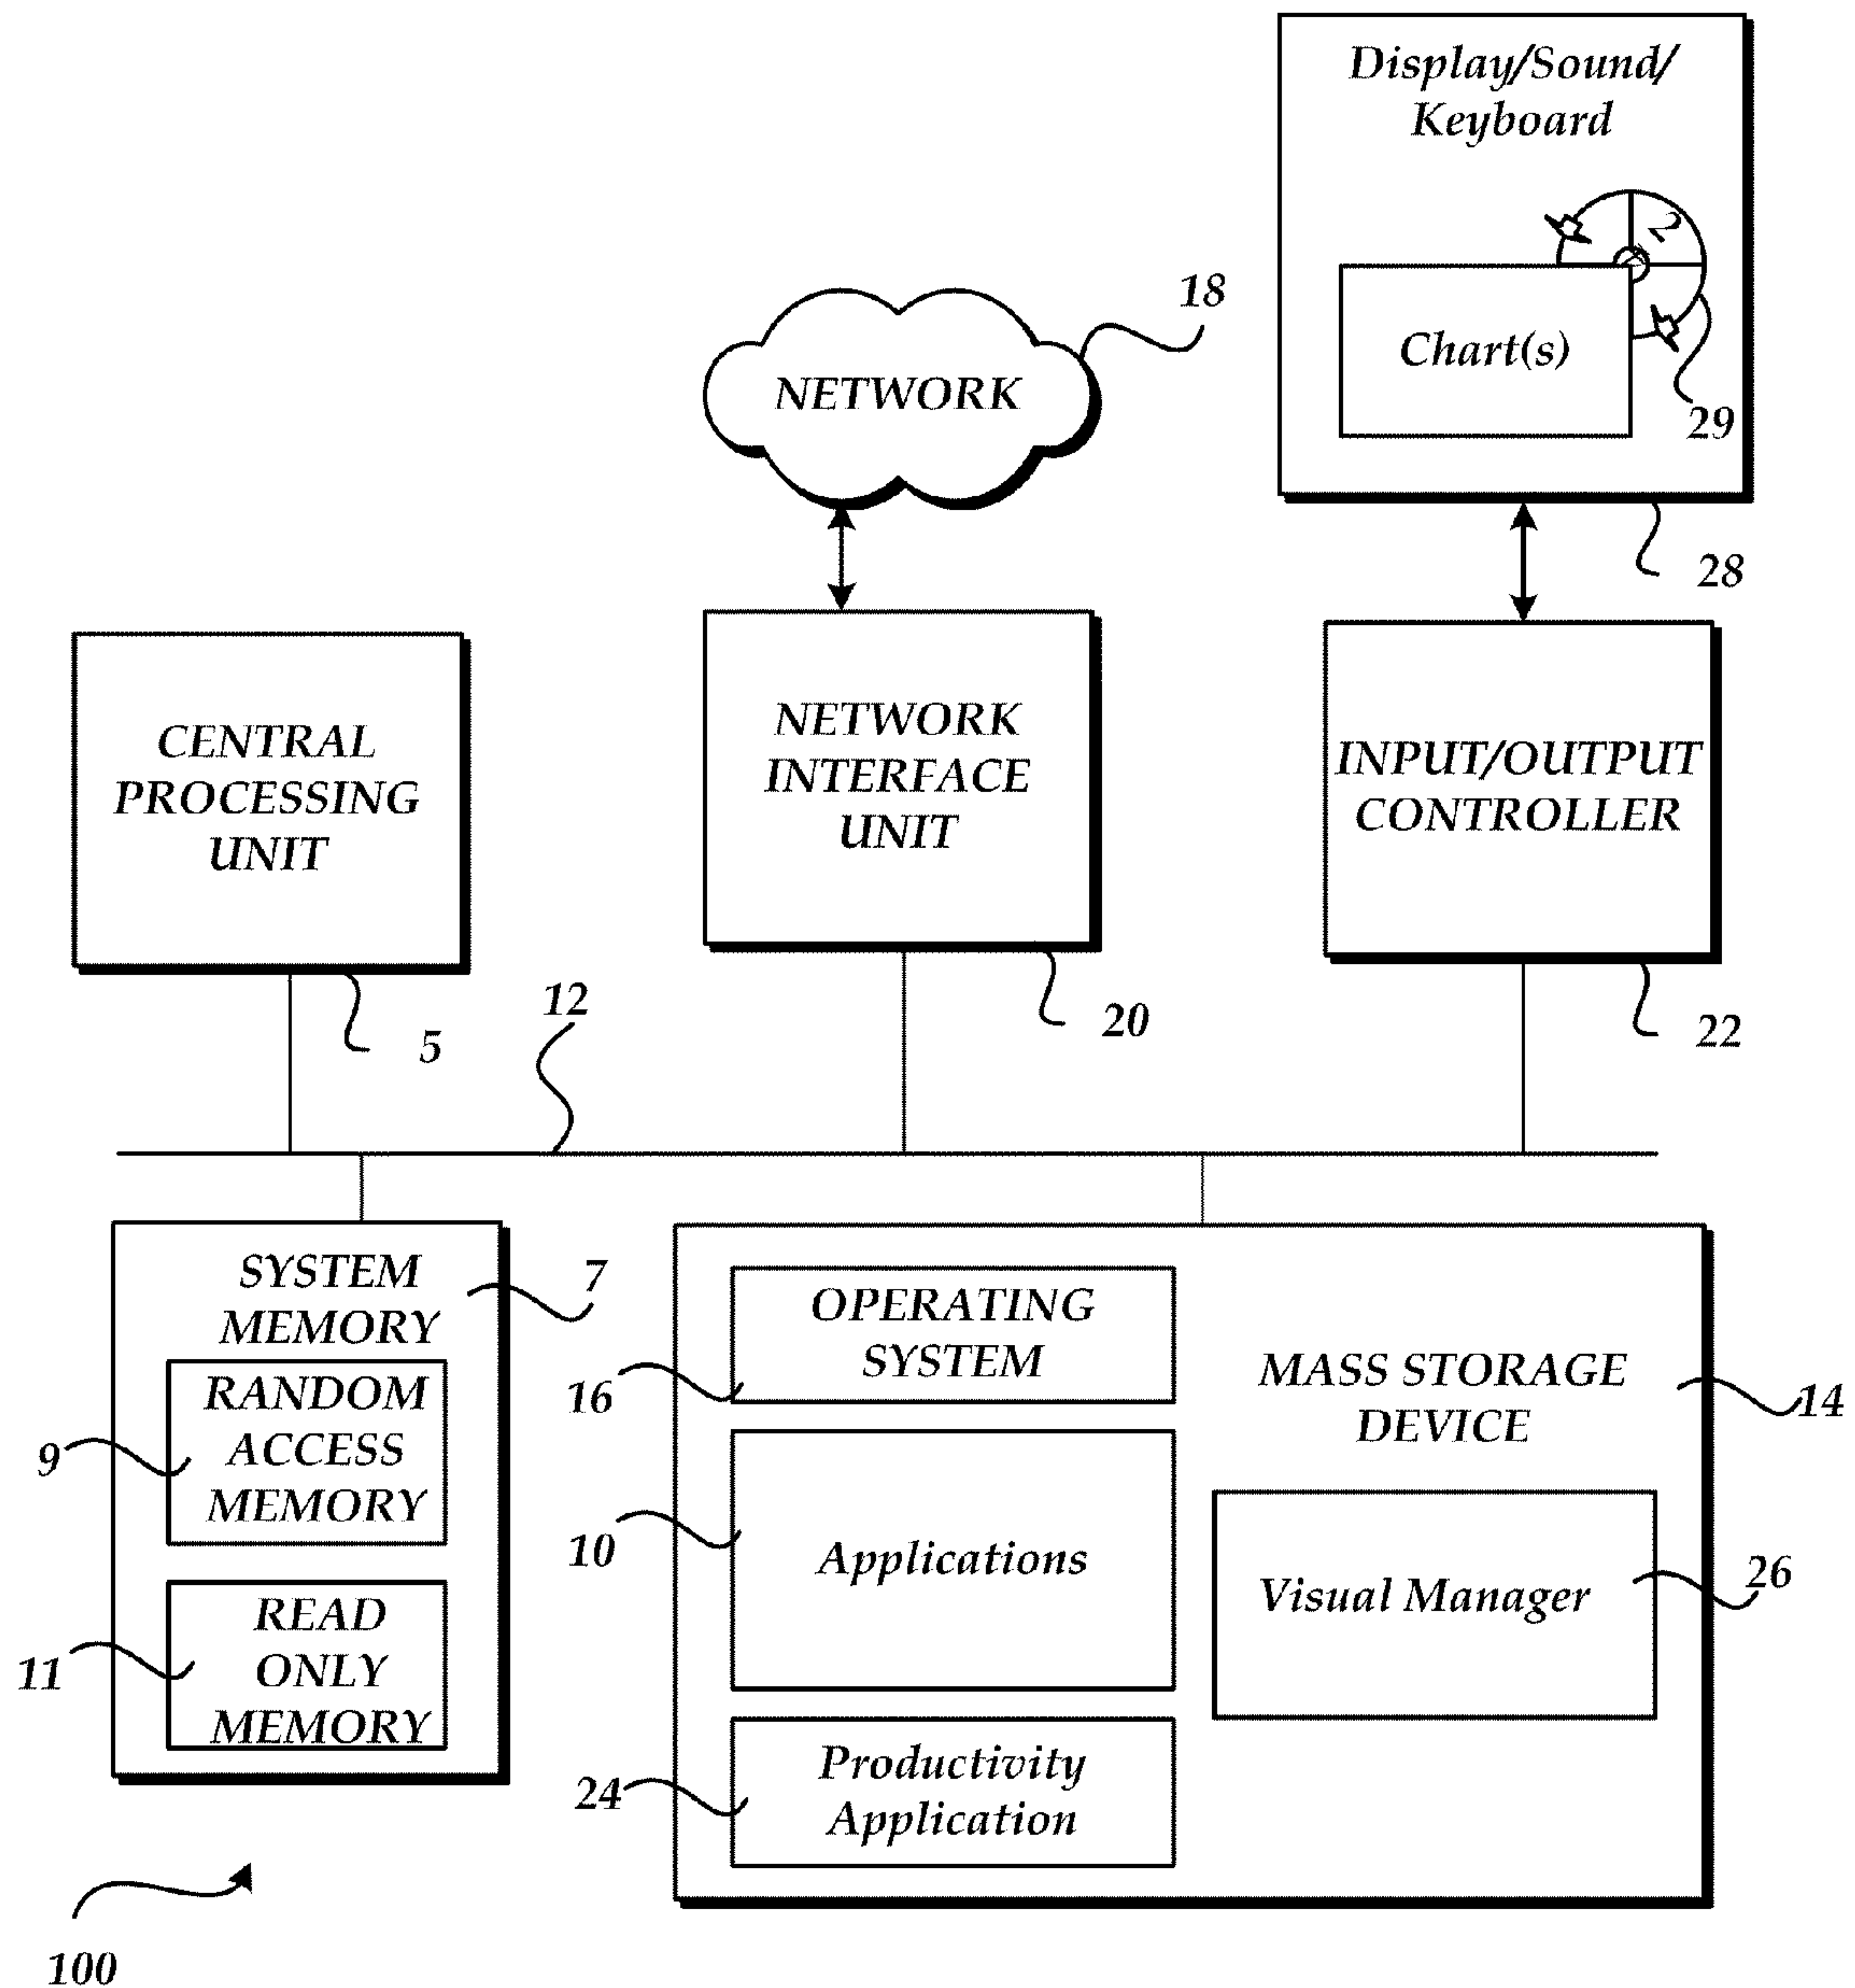 Display/Sound/
Keyboard
2
Chart(s)
29
18
NETWORK
28
CENTRAL
PROCESSING
UNIT
5
NETWORK
INTERFACE
UNIT
20
INPUT/OUTPUT
CONTROLLER
22
12
SYSTEM
MEMORY
7
RANDOM
ACCESS
MEMORY
9
READ
ONLY
MEMORY
11
OPERATING
SYSTEM
16
MASS STORAGE
DEVICE
14
Applications
10
Visual Manager
26
Productivity
Application
24
100